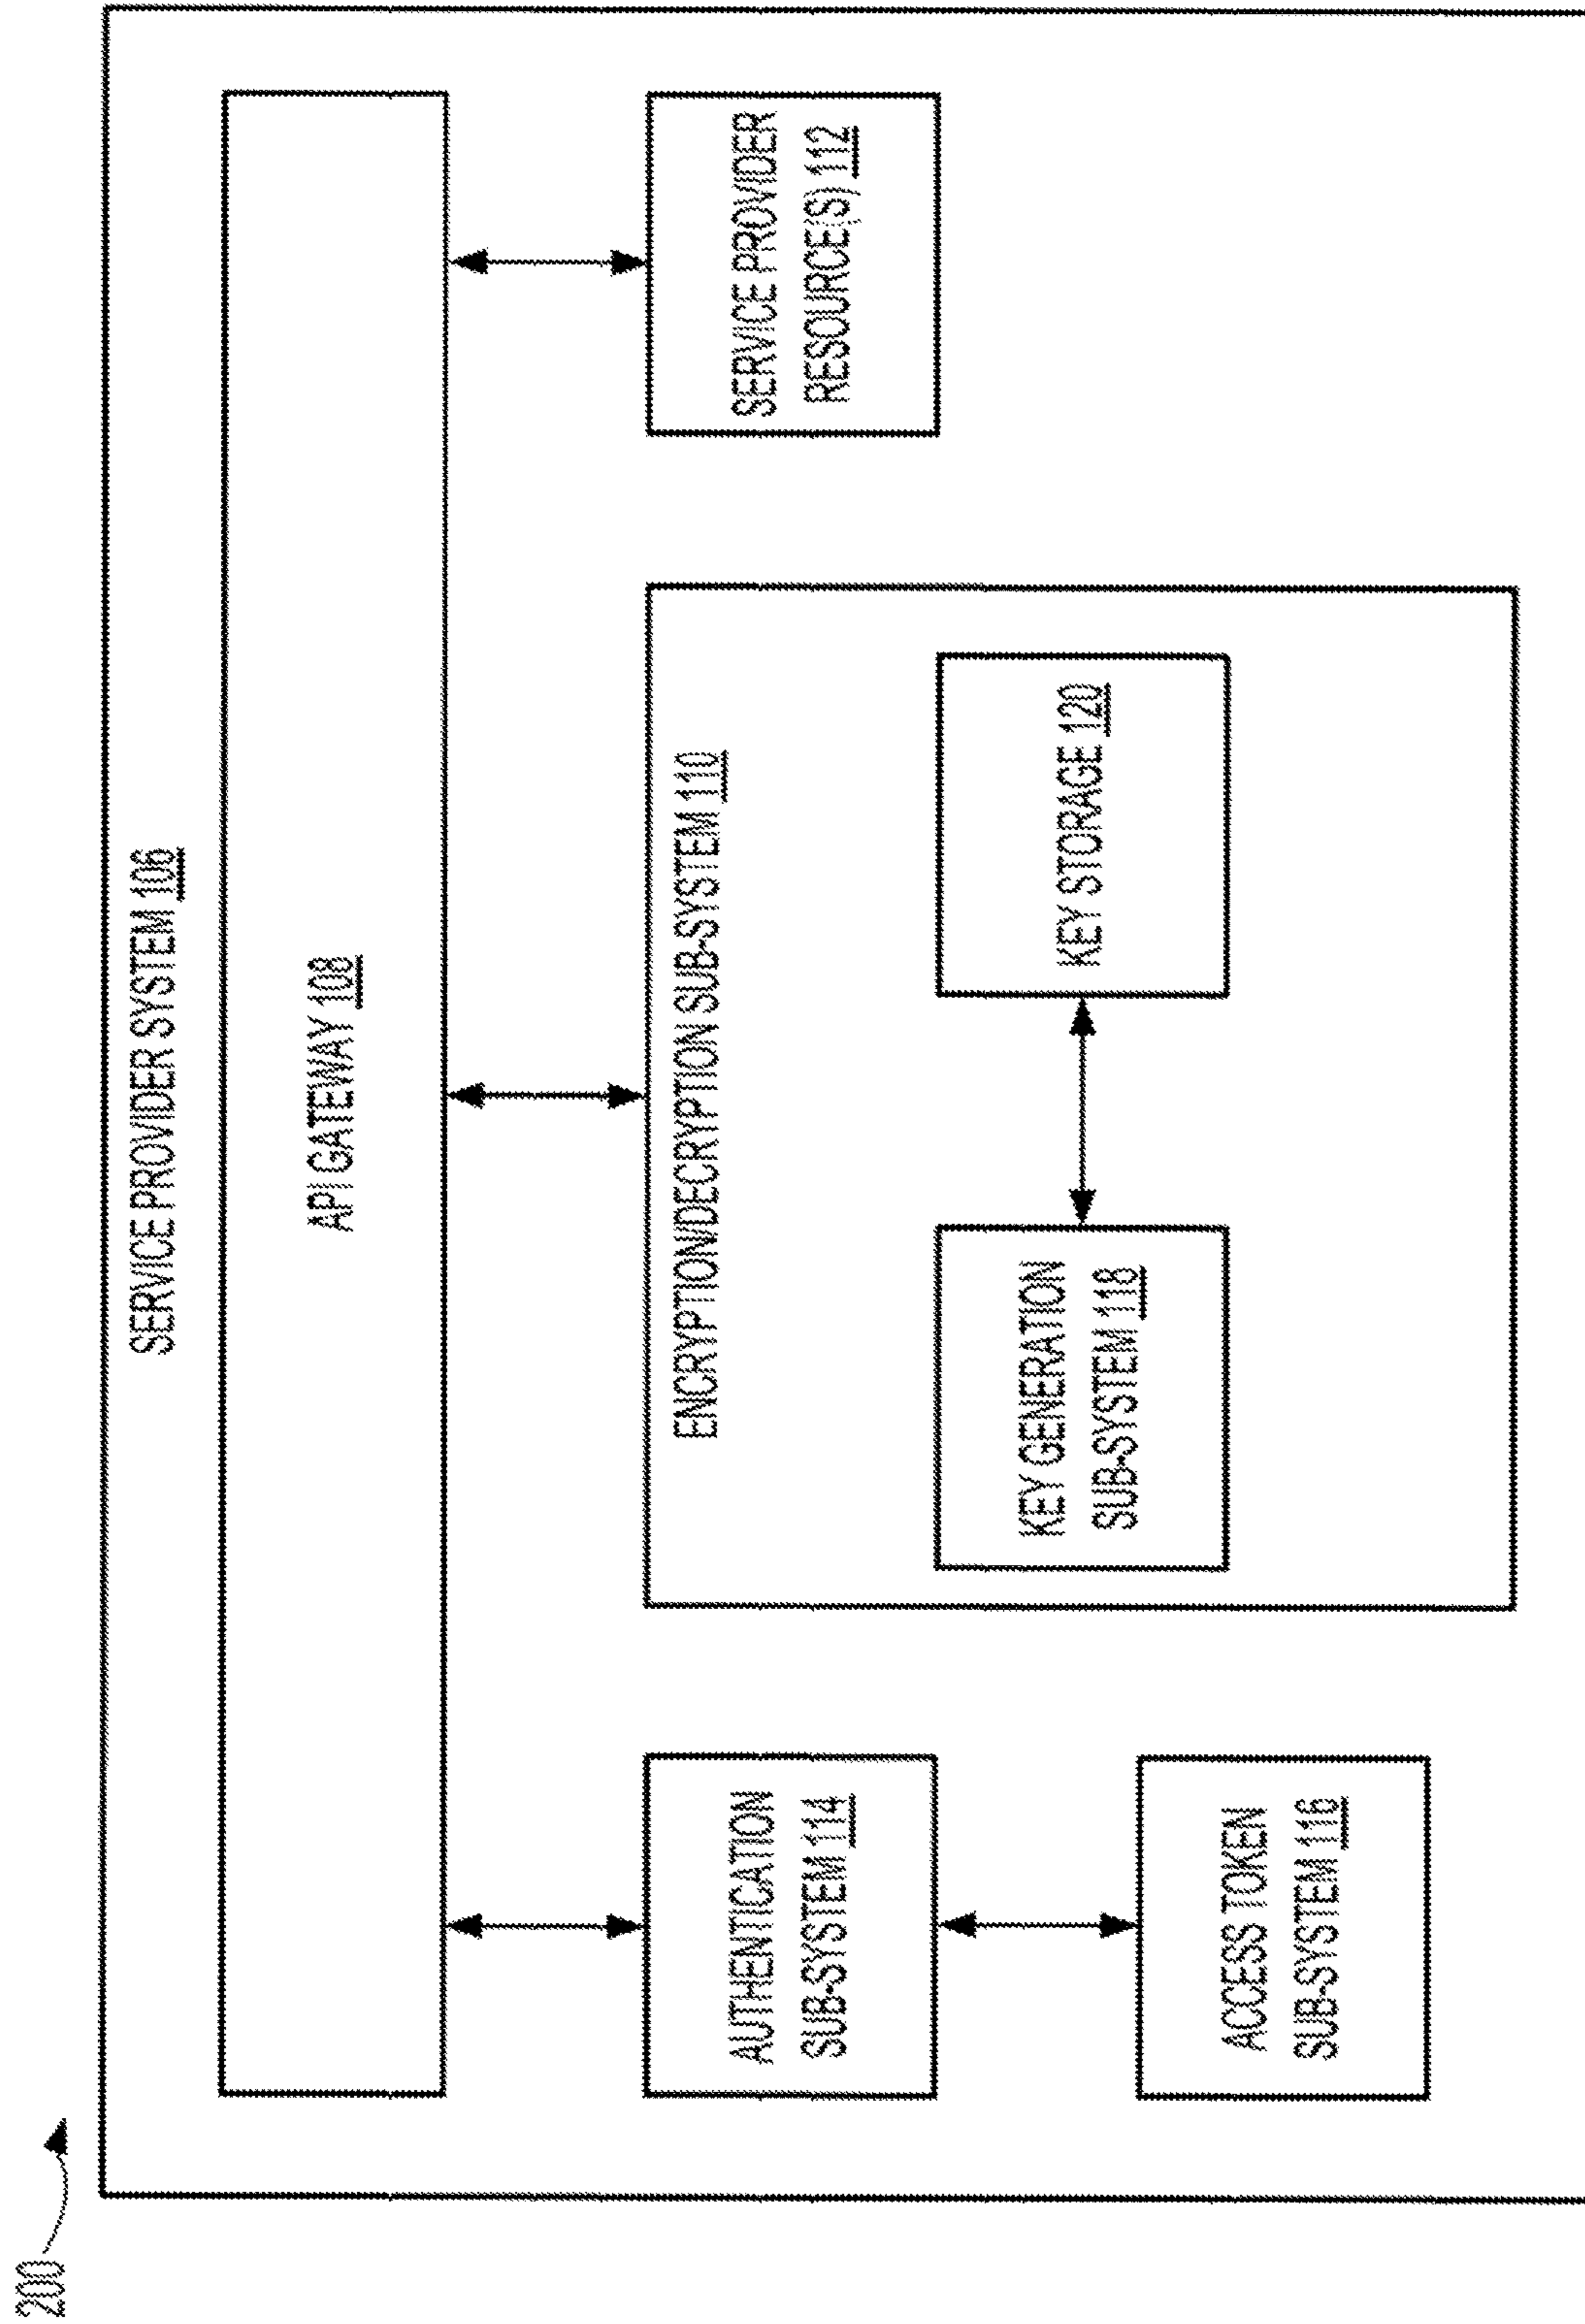 200
SERVICE PROVIDER SYSTEM 106
API GATEWAY 108
AUTHENTICATION
SUB-SYSTEM 114
ACCESS TOKEN
SUB-SYSTEM 116
ENCRYPTION/DECRYPTION SUB-SYSTEM 110
KEY GENERATION
SUB-SYSTEM 118
KEY STORAGE 120
SERVICE PROVIDER
RESOURCE(S) 112